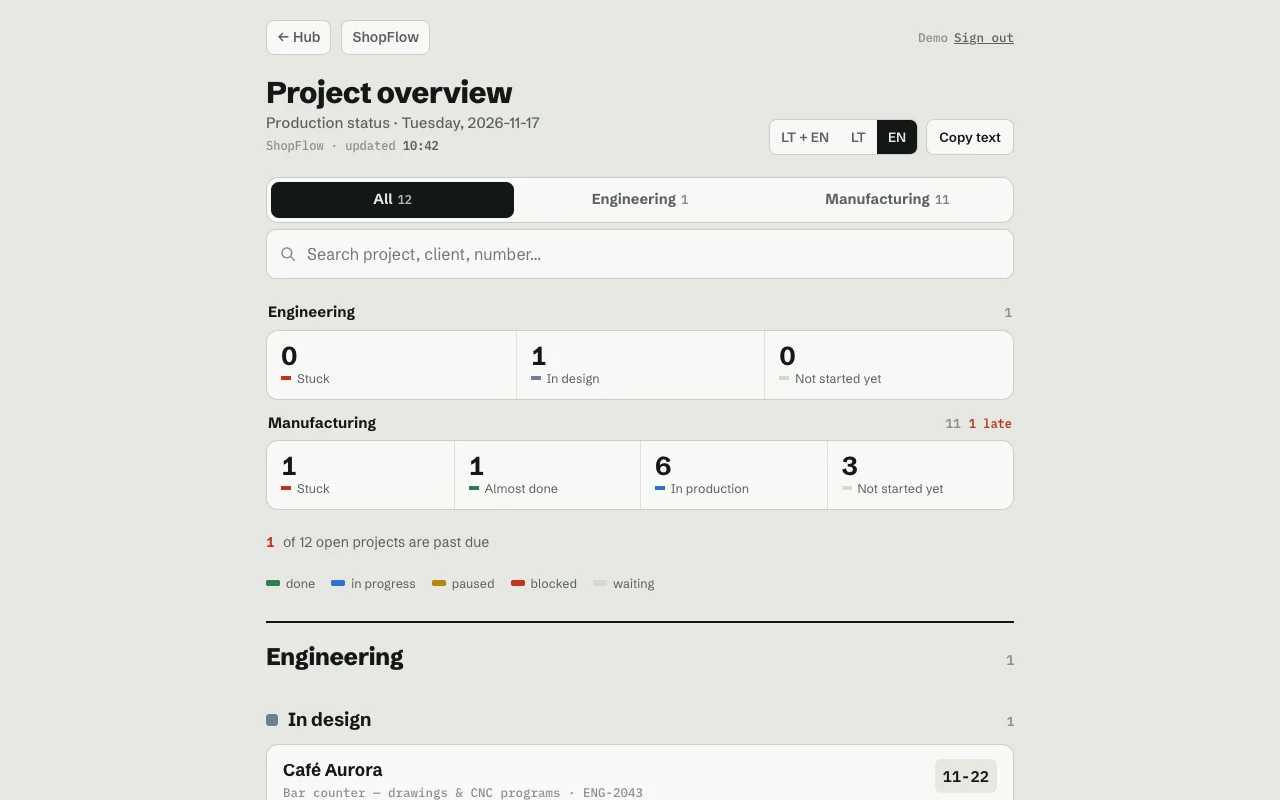 ← Hub
ShopFlow
Demo Sign out
Project overview
Production status · Tuesday, 2026-11-17
ShopFlow · updated 10:42
LT + EN
LT
EN
Copy text
All 12
Engineering 1
Manufacturing 11
Search project, client, number…
Engineering 1
0
Stuck
1
In design
0
Not started yet
Manufacturing 11 1 late
1
Stuck
1
Almost done
6
In production
3
Not started yet
1 of 12 open projects are past due
done in progress paused blocked waiting
Engineering 1
In design 1
Café Aurora
11-22
Bar counter — drawings & CNC programs · ENG-2043